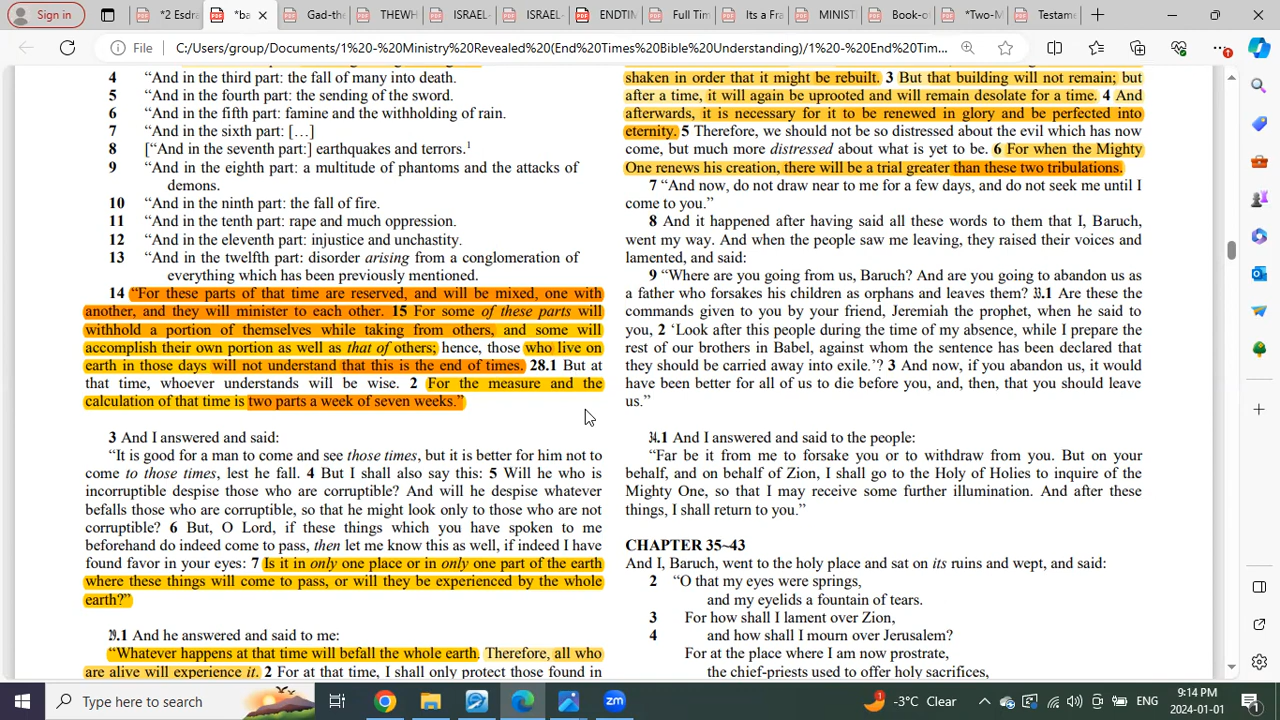 Sign in
*2 Esdra
*ba
Gad-the
THEWH
ISRAEL-
ISRAEL-
ENDTIM
Full Tim
Its a Fra
MINIST
Book-o
*Two-M
Testame
File
C:/Users/group/Documents/1%20-%20Ministry%20Revealed%20(End%20Times%20Bible%20Understanding)/1%20-%20End%20Tim...
4 “And in the third part: the fall of many into death.
5 “And in the fourth part: the sending of the sword.
6 “And in the fifth part: famine and the withholding of rain.
7 “And in the sixth part: […]
8 [“And in the seventh part:] earthquakes and terrors.¹
9 “And in the eighth part: a multitude of phantoms and the attacks of
demons.
10 “And in the ninth part: the fall of fire.
11 “And in the tenth part: rape and much oppression.
12 “And in the eleventh part: injustice and unchastity.
13 “And in the twelfth part: disorder arising from a conglomeration of
everything which has been previously mentioned.
14 “For these parts of that time are reserved, and will be mixed, one with
another, and they will minister to each other. 15 For some of these parts will
withhold a portion of themselves while taking from others, and some will
accomplish their own portion as well as that of others; hence, those who live on
earth in those days will not understand that this is the end of times. 28.1 But at
that time, whoever understands will be wise. 2 For the measure and the
calculation of that time is two parts a week of seven weeks.”
3 And I answered and said:
“It is good for a man to come and see those times, but it is better for him not to
come to those times, lest he fall. 4 But I shall also say this: 5 Will he who is
incorruptible despise those who are corruptible? And will he despise whatever
befalls those who are corruptible, so that he might look only to those who are not
corruptible? 6 But, O Lord, if these things which you have spoken to me
beforehand do indeed come to pass, then let me know this as well, if indeed I have
found favor in your eyes: 7 Is it in only one place or in only one part of the earth
where these things will come to pass, or will they be experienced by the whole
earth?”
29.1 And he answered and said to me:
“Whatever happens at that time will befall the whole earth. Therefore, all who
are alive will experience it. 2 For at that time, I shall only protect those found in
shaken in order that it might be rebuilt. 3 But that building will not remain; but
after a time, it will again be uprooted and will remain desolate for a time. 4 And
afterwards, it is necessary for it to be renewed in glory and be perfected into
eternity. 5 Therefore, we should not be so distressed about the evil which has now
come, but much more distressed about what is yet to be. 6 For when the Mighty
One renews his creation, there will be a trial greater than these two tribulations.
7 “And now, do not draw near to me for a few days, and do not seek me until I
come to you.”
8 And it happened after having said all these words to them that I, Baruch,
went my way. And when the people saw me leaving, they raised their voices and
lamented, and said:
9 “Where are you going from us, Baruch? And are you going to abandon us as
a father who forsakes his children as orphans and leaves them? 33.1 Are these the
commands given to you by your friend, Jeremiah the prophet, when he said to
you, 2 ‘Look after this people during the time of my absence, while I prepare the
rest of our brothers in Babel, against whom the sentence has been declared that
they should be carried away into exile.’? 3 And now, if you abandon us, it would
have been better for all of us to die before you, and, then, that you should leave
us.”
34.1 And I answered and said to the people:
“Far be it from me to forsake you or to withdraw from you. But on your
behalf, and on behalf of Zion, I shall go to the Holy of Holies to inquire of the
Mighty One, so that I may receive some further illumination. And after these
things, I shall return to you.”
CHAPTER 35~43
And I, Baruch, went to the holy place and sat on its ruins and wept, and said:
2 “O that my eyes were springs,
and my eyelids a fountain of tears.
3 For how shall I lament over Zion,
4 and how shall I mourn over Jerusalem?
For at the place where I am now prostrate,
the chief-priests used to offer holy sacrifices,
Type here to search
-3°C Clear
ENG
9:14 PM
2024-01-01